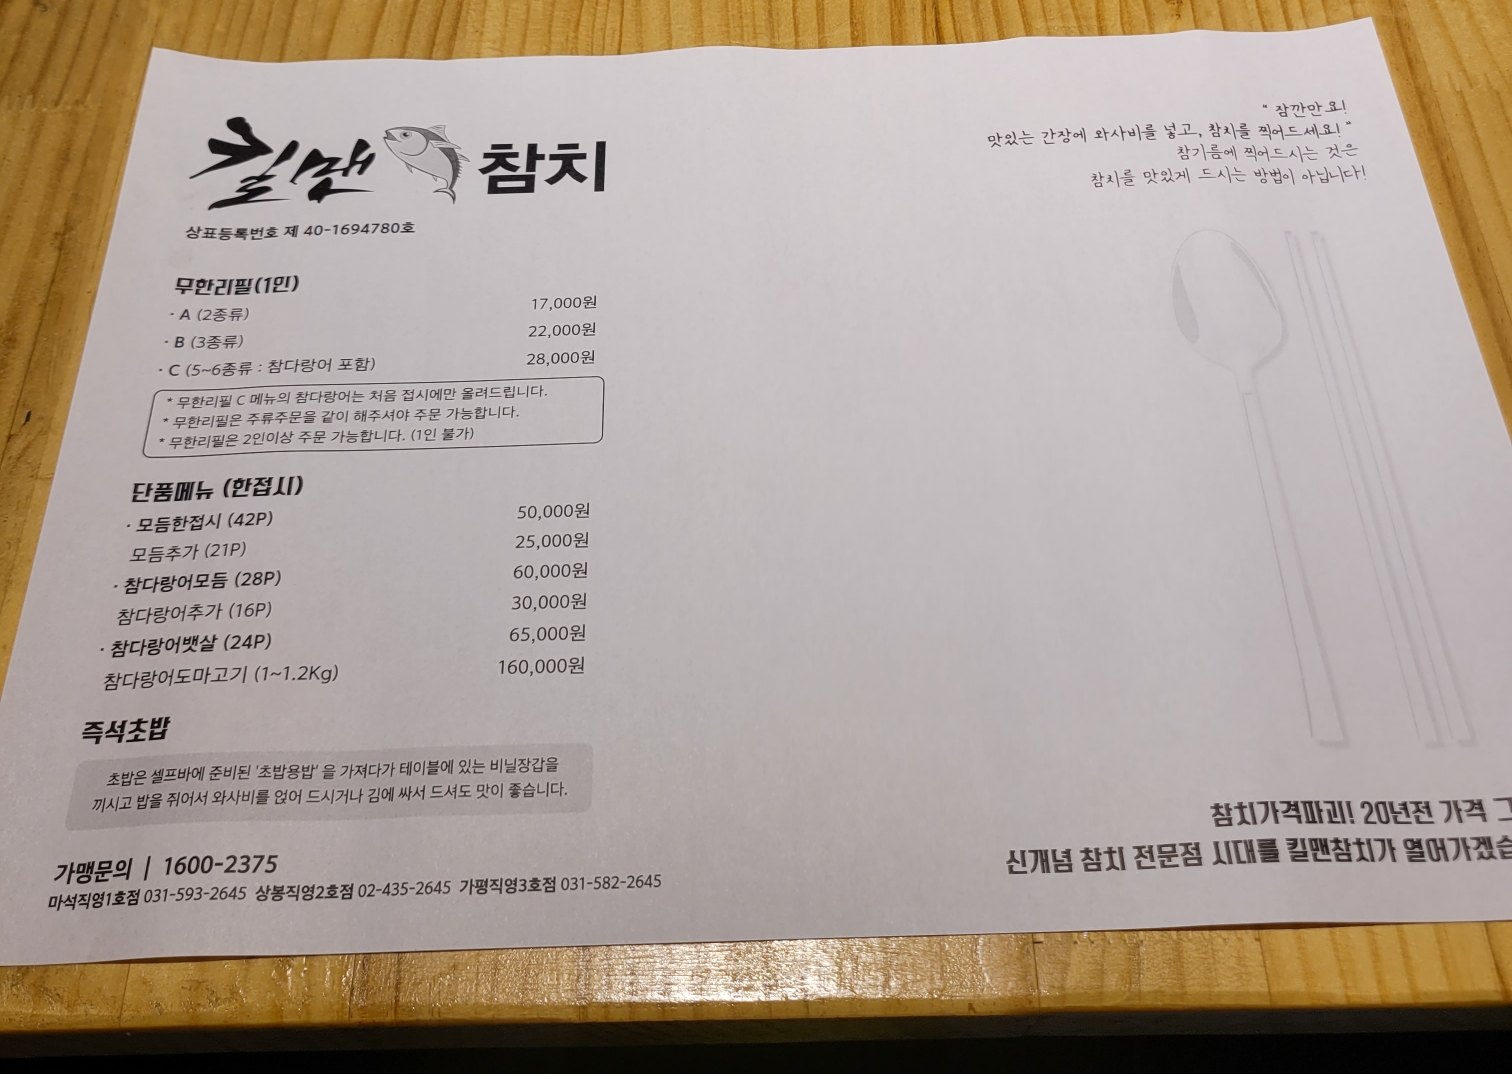 킬맨 참치
상표등록번호 제 40-1694780호
무한리필(1인)
· A (2종류) 17,000원
· B (3종류) 22,000원
· C (5~6종류 : 참다랑어 포함) 28,000원
* 무한리필 C 메뉴의 참다랑어는 처음 접시에만 올려드립니다.
* 무한리필은 주류주문을 같이 해주셔야 주문 가능합니다.
* 무한리필은 2인이상 주문 가능합니다. (1인 불가)
단품메뉴 (한접시)
· 모듬한접시 (42P) 50,000원
모듬추가 (21P) 25,000원
· 참다랑어모듬 (28P) 60,000원
참다랑어추가 (16P) 30,000원
· 참다랑어뱃살 (24P) 65,000원
참다랑어도마고기 (1~1.2Kg) 160,000원
즉석초밥
초밥은 셀프바에 준비된 '초밥용밥' 을 가져다가 테이블에 있는 비닐장갑을
끼시고 밥을 쥐어서 와사비를 얹어 드시거나 김에 싸서 드셔도 맛이 좋습니다.
가맹문의 | 1600-2375
마석직영1호점 031-593-2645 상봉직영2호점 02-435-2645 가평직영3호점 031-582-2645
" 잠깐만요!
맛있는 간장에 와사비를 넣고, 참치를 찍어드세요! "
참기름에 찍어드시는 것은
참치를 맛있게 드시는 방법이 아닙니다!
참치가격파괴! 20년전 가격 그
신개념 참치 전문점 시대를 킬맨참치가 열어가겠습